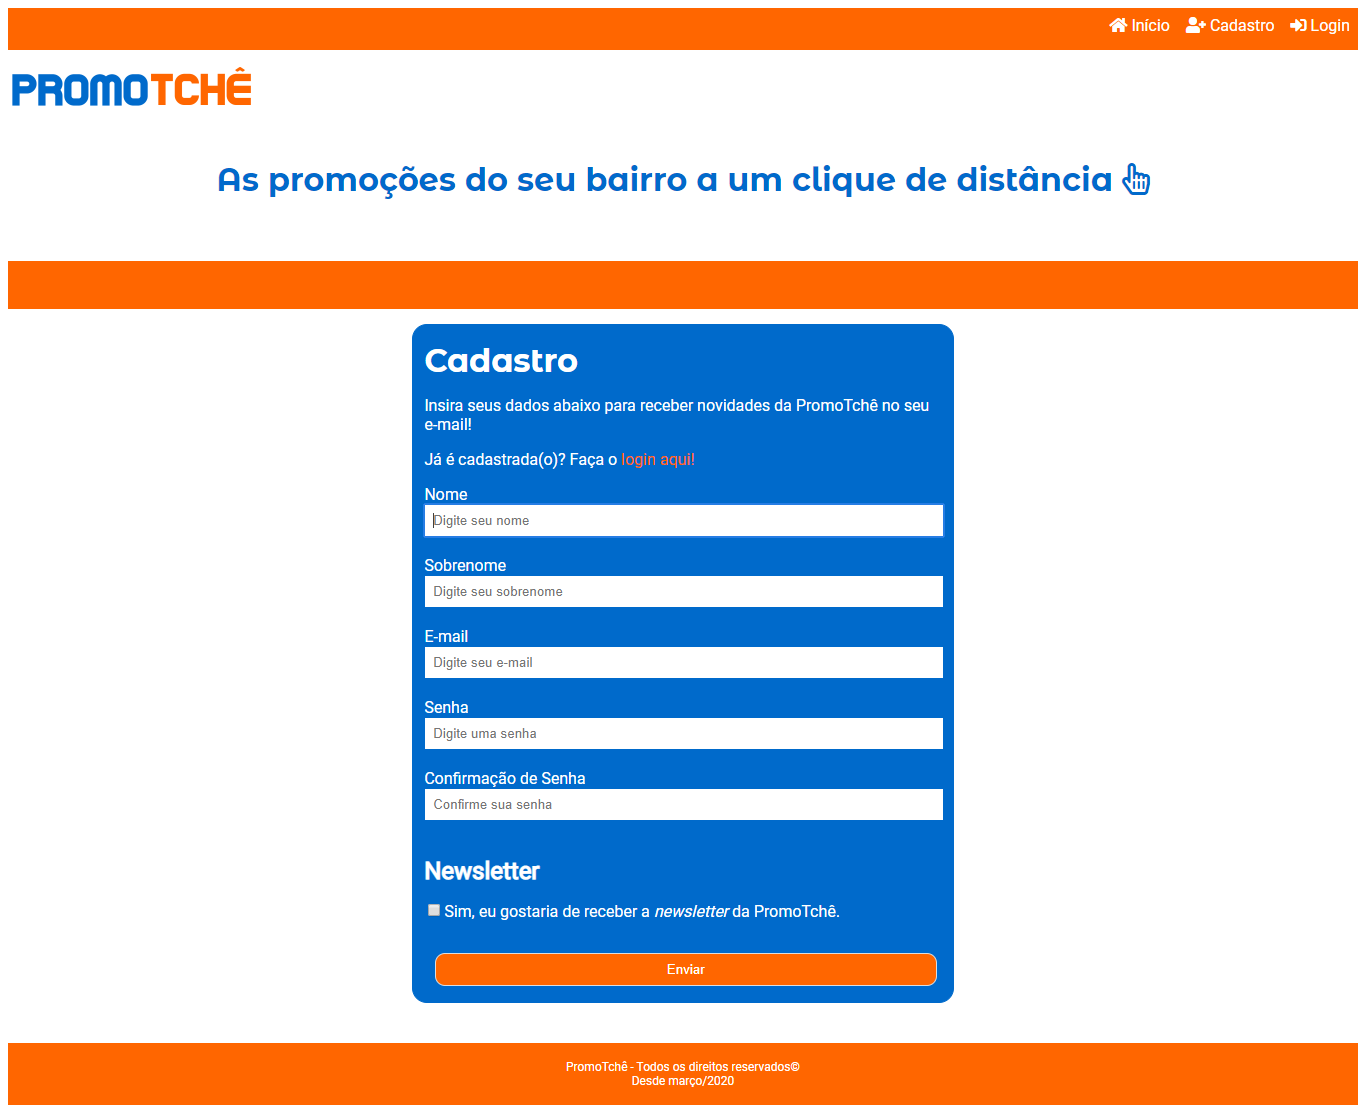 Início Cadastro Login
PROMOTCHÊ
As promoções do seu bairro a um clique de distância
Cadastro
Insira seus dados abaixo para receber novidades da PromoTchê no seu
e-mail!
Já é cadastrada(o)? Faça o login aqui!
Nome
Digite seu nome
Sobrenome
Digite seu sobrenome
E-mail
Digite seu e-mail
Senha
Digite uma senha
Confirmação de Senha
Confirme sua senha
Newsletter
Sim, eu gostaria de receber a newsletter da PromoTchê.
Enviar
PromoTchê - Todos os direitos reservados©
Desde março/2020